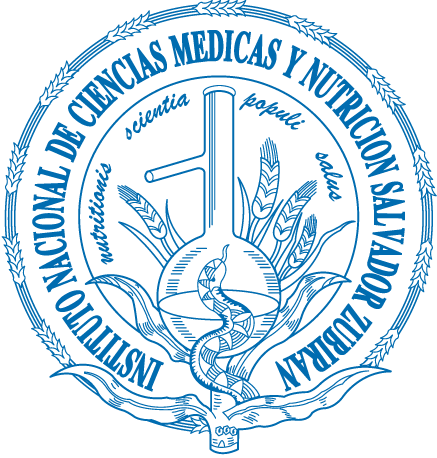 INSTITUTO NACIONAL DE CIENCIAS MEDICAS Y NUTRICION SALVADOR ZUBIRAN
nutritionis scientia populi salus